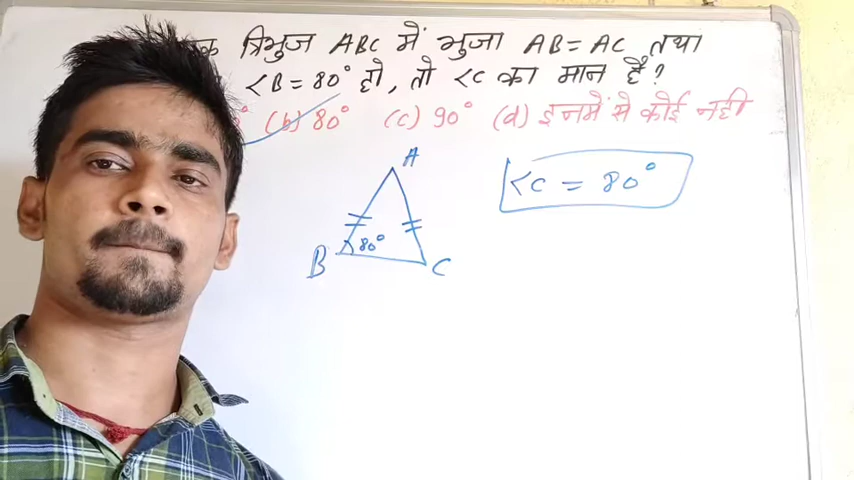 त्रिभुज ABC में भुजा AB = AC तथा
<B = 80° हो, तो <C का मान है?
(b) 80° (c) 90° (d) इनमें से कोई नही
A
<C = 80°
80°
B
C